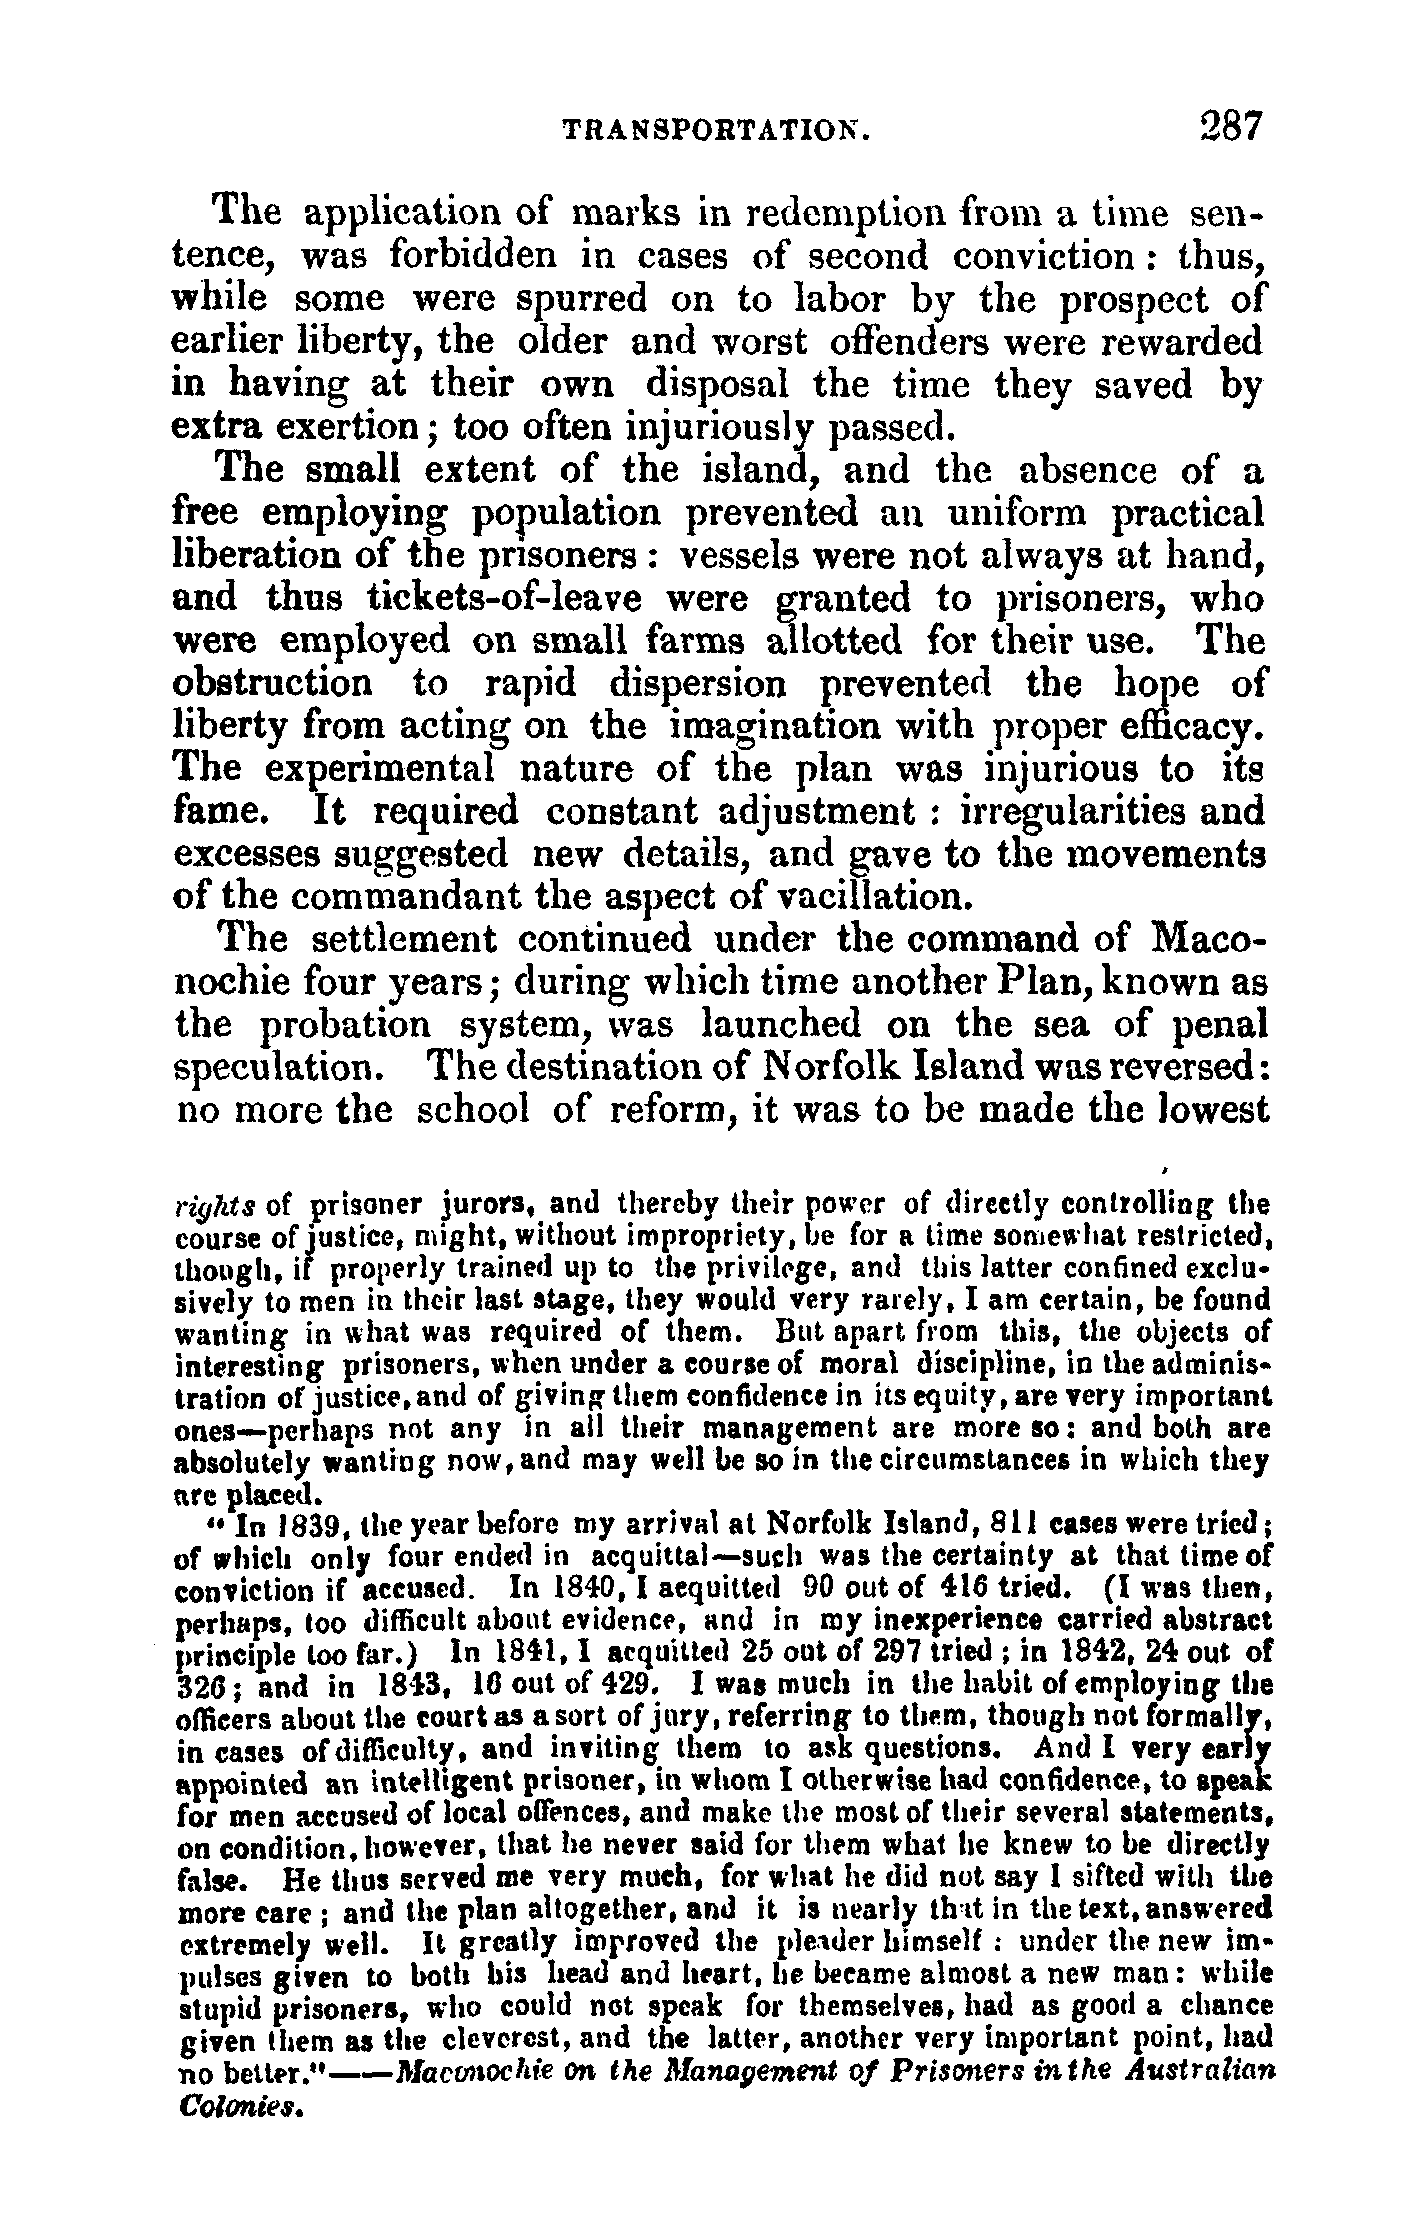 TRANSPORTATION. 287
The application of marks in redemption from a time sen-
tence, was forbidden in cases of second conviction : thus,
while some were spurred on to labor by the prospect of
earlier liberty, the older and worst offenders were rewarded
in having at their own disposal the time they saved by
extra exertion ; too often injuriously passed.
The small extent of the island, and the absence of a
free employing population prevented an uniform practical
liberation of the prisoners : vessels were not always at hand,
and thus tickets-of-leave were granted to prisoners, who
were employed on small farms allotted for their use. The
obstruction to rapid dispersion prevented the hope of
liberty from acting on the imagination with proper efficacy.
The experimental nature of the plan was injurious to its
fame. It required constant adjustment : irregularities and
excesses suggested new details, and gave to the movements
of the commandant the aspect of vacillation.
The settlement continued under the command of Maco-
nochie four years ; during which time another Plan, known as
the probation system, was launched on the sea of penal
speculation. The destination of Norfolk Island was reversed:
no more the school of reform, it was to be made the lowest
rights of prisoner jurors, and thereby their power of directly controlling the
course of justice, might, without impropriety, be for a time somewhat restricted,
though, if properly trained up to the privilege, and this latter confined exclu-
sively to men in their last stage, they would very rarely, I am certain, be found
wanting in what was required of them. But apart from this, the objects of
interesting prisoners, when under a course of moral discipline, in the adminis-
tration of justice, and of giving them confidence in its equity, are very important
ones—perhaps not any in all their management are more so : and both are
absolutely wanting now, and may well be so in the circumstances in which they
are placed.
“ In 1839, the year before my arrival at Norfolk Island, 811 cases were tried ;
of which only four ended in acquittal—such was the certainty at that time of
conviction if accused. In 1840, I acquitted 90 out of 416 tried. (I was then,
perhaps, too difficult about evidence, and in my inexperience carried abstract
principle too far.) In 1841, I acquitted 25 out of 297 tried ; in 1842, 24 out of
326 ; and in 1843, 16 out of 429. I was much in the habit of employing the
officers about the court as a sort of jury, referring to them, though not formally,
in cases of difficulty, and inviting them to ask questions. And I very early
appointed an intelligent prisoner, in whom I otherwise had confidence, to speak
for men accused of local offences, and make the most of their several statements,
on condition, however, that he never said for them what he knew to be directly
false. He thus served me very much, for what he did not say I sifted with the
more care ; and the plan altogether, and it is nearly that in the text, answered
extremely well. It greatly improved the pleader himself : under the new im-
pulses given to both his head and heart, he became almost a new man : while
stupid prisoners, who could not speak for themselves, had as good a chance
given them as the cleverest, and the latter, another very important point, had
no better."——Maconochie on the Management of Prisoners in the Australian
Colonies.